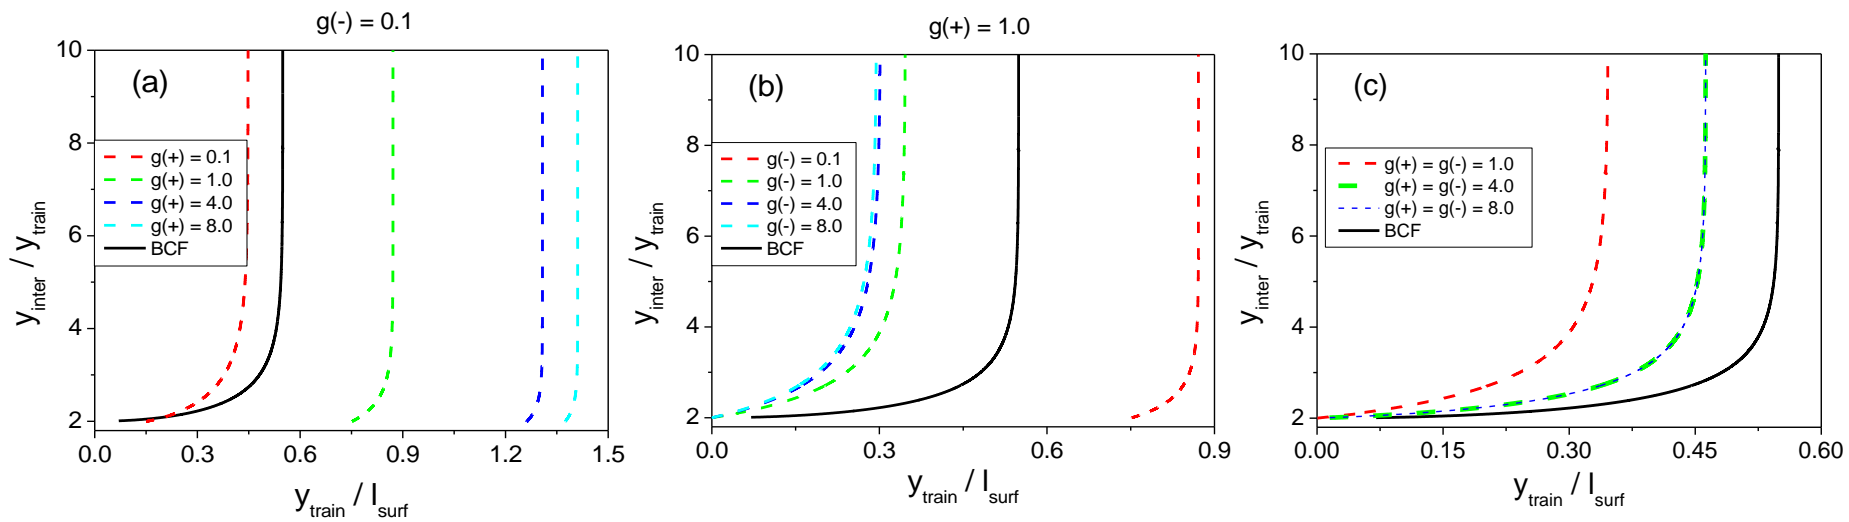 g(-) = 0.1
(a)
10
8
6
4
2
y_inter / y_train
g(+) = 0.1
g(+) = 1.0
g(+) = 4.0
g(+) = 8.0
BCF
0.0 0.3 0.6 0.9 1.2 1.5
y_train / l_surf
g(+) = 1.0
(b)
10
8
6
4
2
y_inter / y_train
g(-) = 0.1
g(-) = 1.0
g(-) = 4.0
g(-) = 8.0
BCF
0.0 0.3 0.6 0.9
y_train / l_surf
(c)
10
8
6
4
2
y_inter / y_train
g(+) = g(-) = 1.0
g(+) = g(-) = 4.0
g(+) = g(-) = 8.0
BCF
0.00 0.15 0.30 0.45 0.60
y_train / l_surf